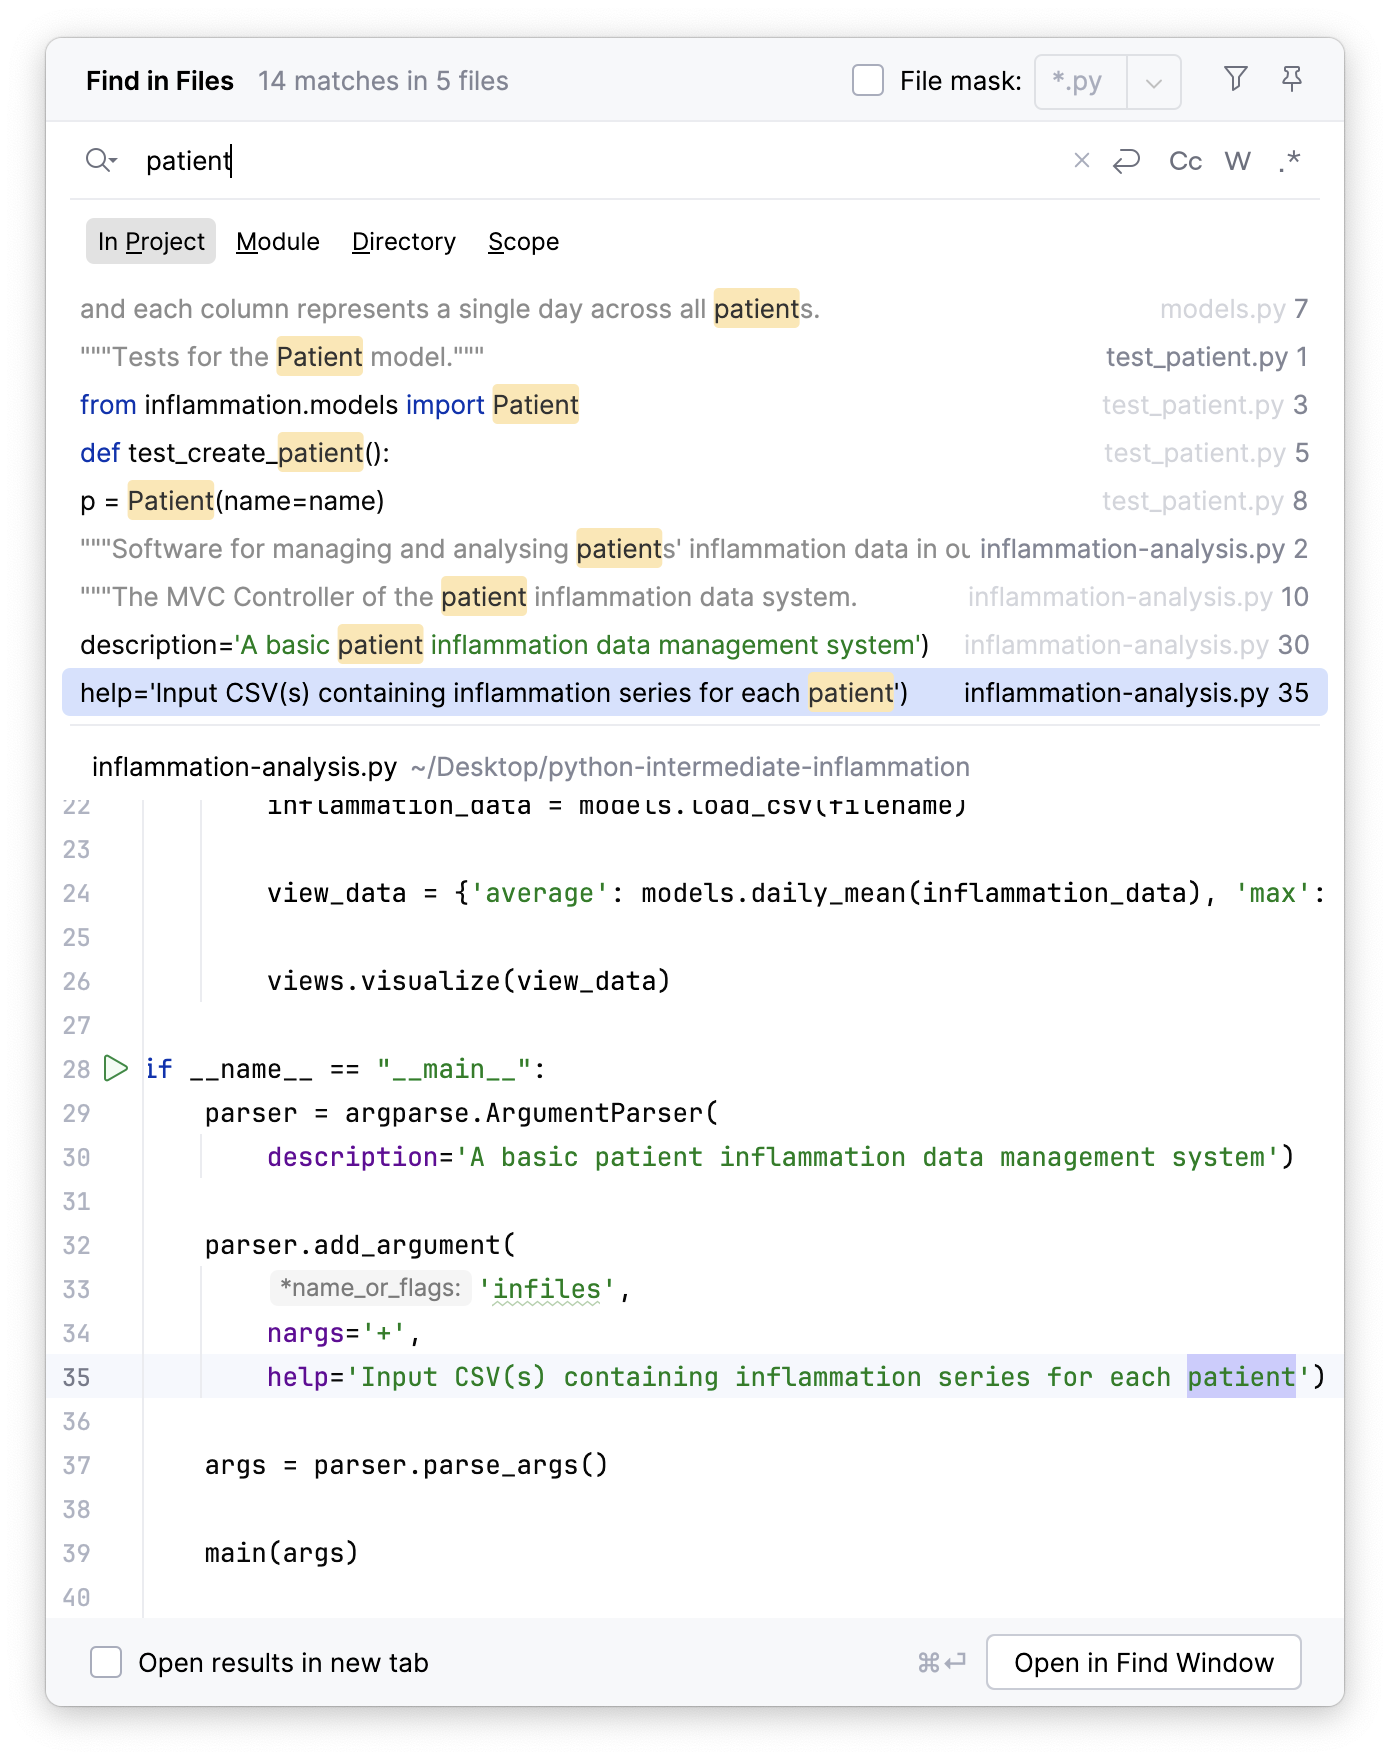 Find in Files 14 matches in 5 files File mask: *.py
patient Cc W .*
In Project Module Directory Scope
and each column represents a single day across all patients. models.py 7
"""Tests for the Patient model.""" test_patient.py 1
from inflammation.models import Patient test_patient.py 3
def test_create_patient(): test_patient.py 5
p = Patient(name=name) test_patient.py 8
"""Software for managing and analysing patients' inflammation data in ou inflammation-analysis.py 2
"""The MVC Controller of the patient inflammation data system. inflammation-analysis.py 10
description='A basic patient inflammation data management system') inflammation-analysis.py 30
help='Input CSV(s) containing inflammation series for each patient') inflammation-analysis.py 35
inflammation-analysis.py ~/Desktop/python-intermediate-inflammation
22 inflammation_data = models.load_csv(filename)
23
24 view_data = {'average': models.daily_mean(inflammation_data), 'max':
25
26 views.visualize(view_data)
27
28 if __name__ == "__main__":
29 parser = argparse.ArgumentParser(
30 description='A basic patient inflammation data management system')
31
32 parser.add_argument(
33 *name_or_flags: 'infiles',
34 nargs='+',
35 help='Input CSV(s) containing inflammation series for each patient')
36
37 args = parser.parse_args()
38
39 main(args)
40
Open results in new tab ⌘⏎ Open in Find Window